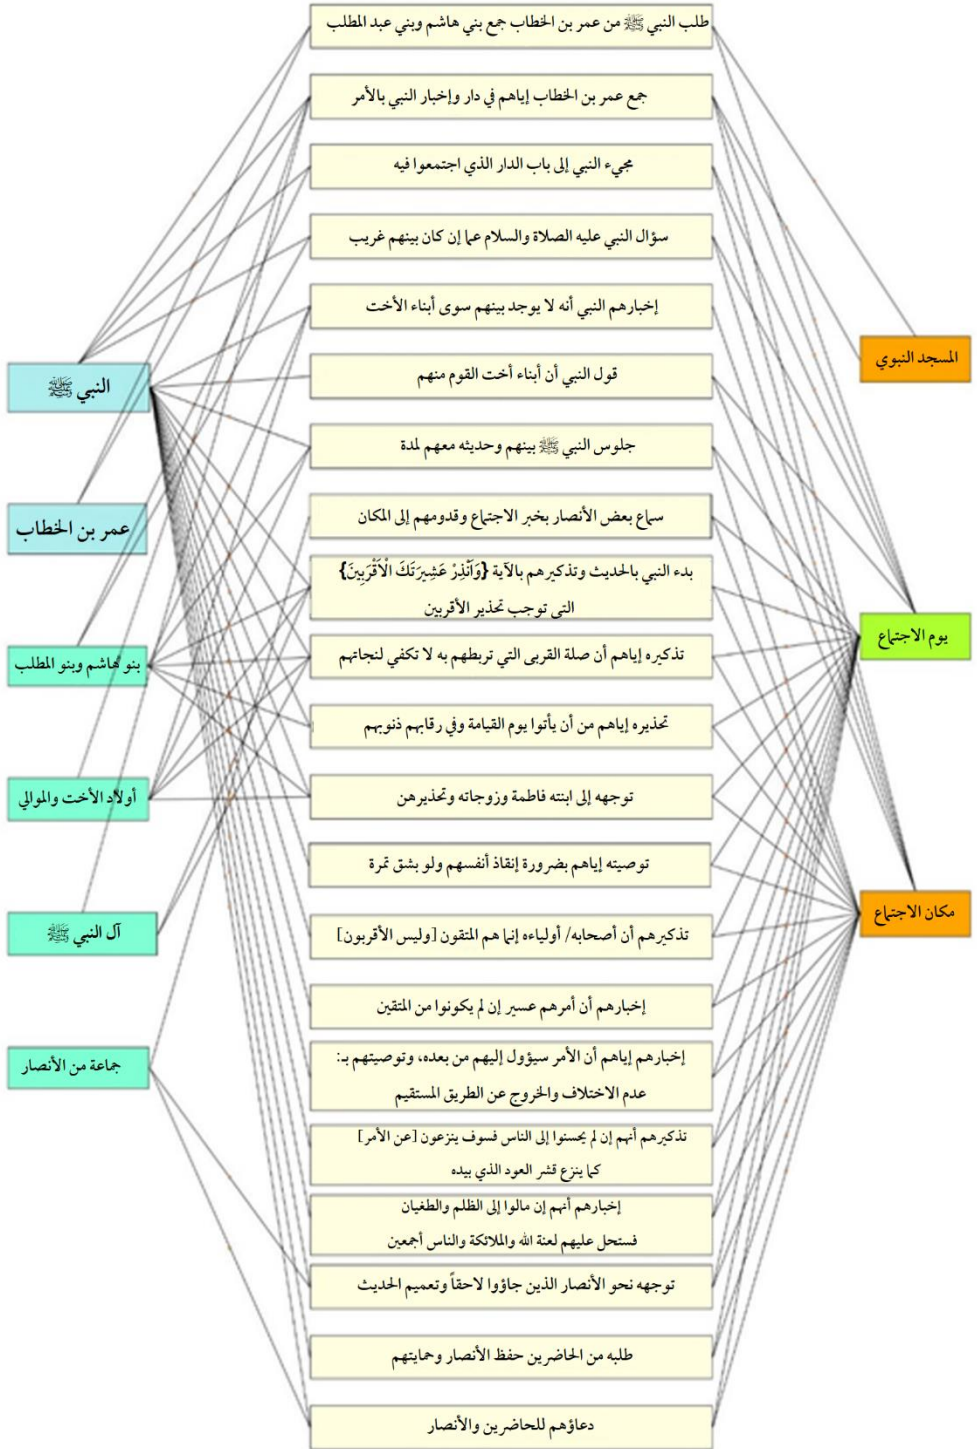 طلب النبي ﷺ من عمر بن الخطاب جمع بني هاشم وبني عبد المطلب
جمع عمر بن الخطاب إياهم في دار وإخبار النبي بالأمر
مجيء النبي إلى باب الدار الذي اجتمعوا فيه
سؤال النبي عليه الصلاة والسلام عما إن كان بينهم غريب
إخبارهم النبي أنه لا يوجد بينهم سوى أبناء الأخت
قول النبي أن أبناء أخت القوم منهم
جلوس النبي ﷺ بينهم وحديثه معهم لمدة
سماع بعض الأنصار بخبر الاجتماع وقدومهم إلى المكان
بدء النبي بالحديث وتذكيرهم بالآية {وَأَنْذِرْ عَشِيرَتَكَ الْأَقْرَبِينَ}
التي توجب تحذير الأقربين
تذكيره إياهم أن صلة القربى التي تربطهم به لا تكفي لنجاتهم
تحذيره إياهم من أن يأتوا يوم القيامة وفي رقابهم ذنوبهم
توجهه إلى ابنته فاطمة وزوجاته وتحذيرهن
توصيته إياهم بضرورة إنقاذ أنفسهم ولو بشق تمرة
تذكيرهم أن أصحابه/ أولياءه إنما هم المتقون [وليس الأقربون]
إخبارهم أن أمرهم عسير إن لم يكونوا من المتقين
إخبارهم إياهم أن الأمر سيؤول إليهم من بعده، وتوصيتهم بـ:
عدم الاختلاف والخروج عن الطريق المستقيم
تذكيرهم أنهم إن لم يحسنوا إلى الناس فسوف ينزعون [عن الأمر]
كما ينزع قشر العود الذي بيده
إخبارهم أنهم إن مالوا إلى الظلم والطغيان
فستحل عليهم لعنة الله والملائكة والناس أجمعين
توجهه نحو الأنصار الذين جاؤوا لاحقاً وتعميم الحديث
طلبه من الحاضرين حفظ الأنصار وحمايتهم
دعاؤهم للحاضرين والأنصار
المسجد النبوي
يوم الاجتماع
مكان الاجتماع
النبي ﷺ
عمر بن الخطاب
بنو هاشم وبنو المطلب
أولاد الأخت والموالي
آل النبي ﷺ
جماعة من الأنصار